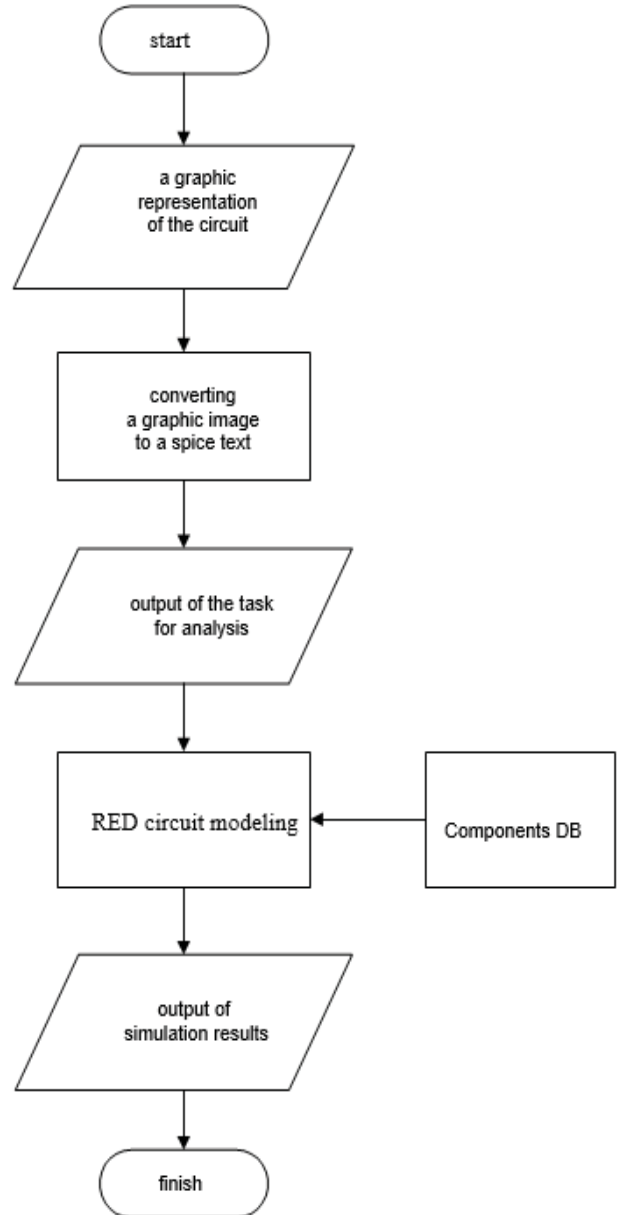 start
a graphic
representation
of the circuit
converting
a graphic image
to a spice text
output of the task
for analysis
RED circuit modeling
Components DB
output of
simulation results
finish